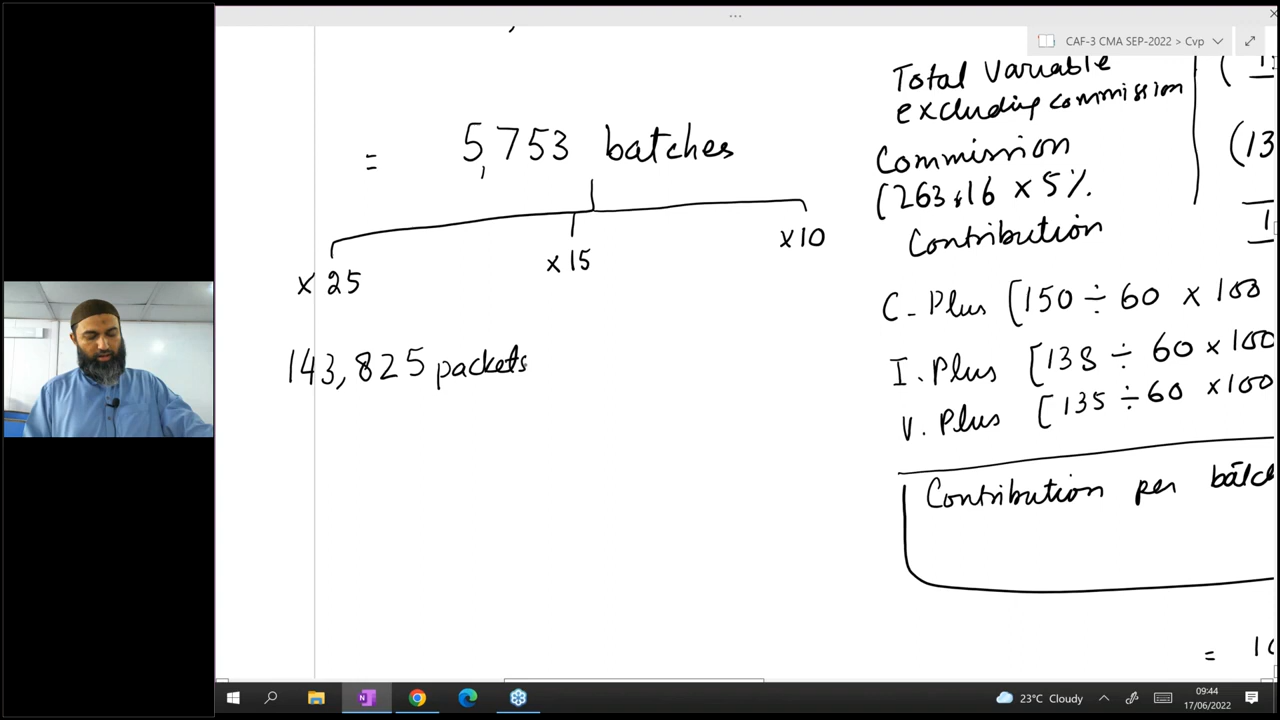 CAF-3 CMA SEP-2022 > Cvp
= 5,753 batches
x 25
x 15
x 10
143,825 packets
Total Variable
excluding commission
Commission (13
(263.16 x 5%.
Contribution
C. Plus [150 ÷ 60 x 100
I. Plus [138 ÷ 60 x 100
V. Plus [135 ÷ 60 x 100
Contribution per batch
=
23°C Cloudy
09:44
17/06/2022